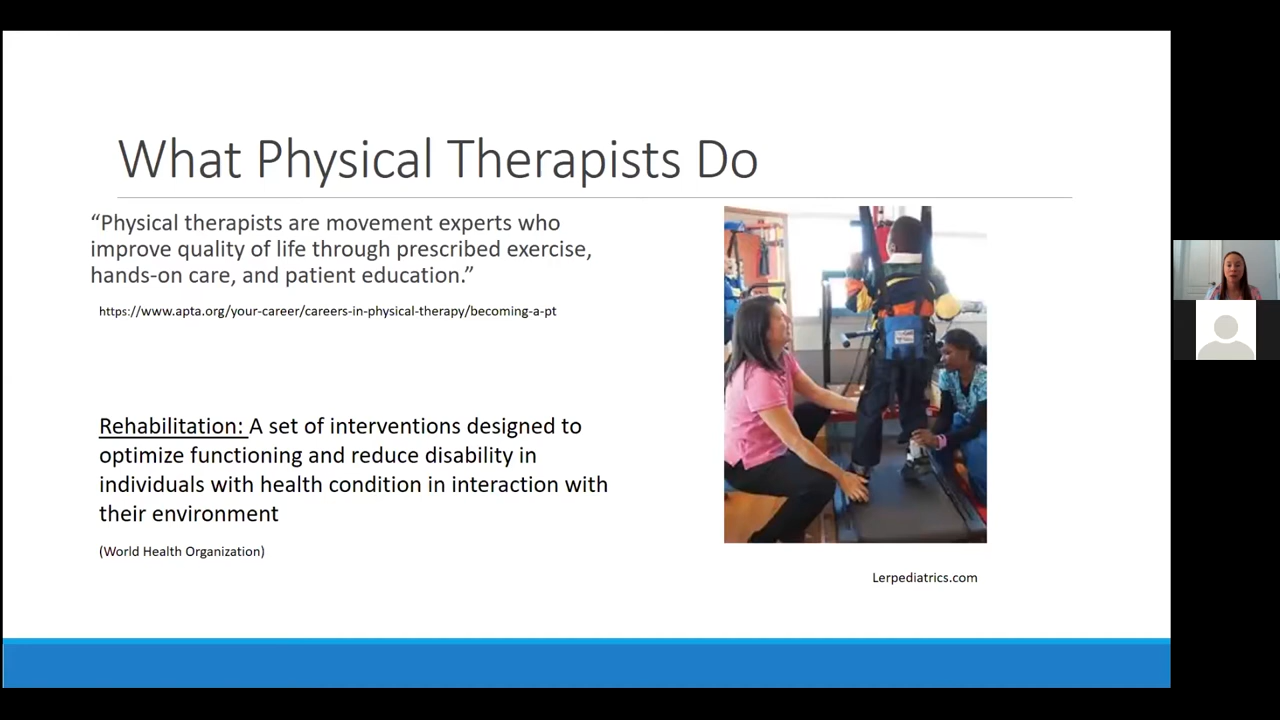 What Physical Therapists Do
“Physical therapists are movement experts who
improve quality of life through prescribed exercise,
hands-on care, and patient education.”
https://www.apta.org/your-career/careers-in-physical-therapy/becoming-a-pt
Rehabilitation: A set of interventions designed to
optimize functioning and reduce disability in
individuals with health condition in interaction with
their environment
(World Health Organization)
Lerpediatrics.com